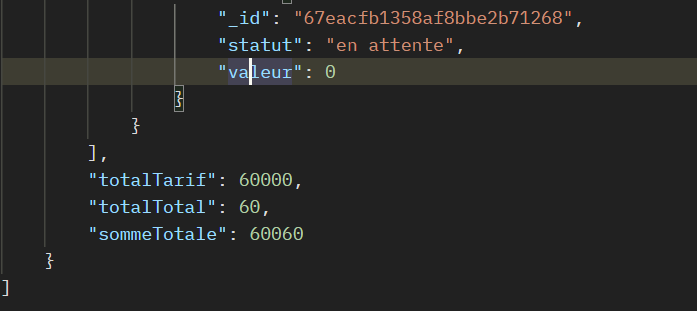 "_id": "67eacfb1358af8bbe2b71268",
"statut": "en attente",
"valeur": 0
}
}
],
"totalTarif": 60000,
"totalTotal": 60,
"sommeTotale": 60060
}
]